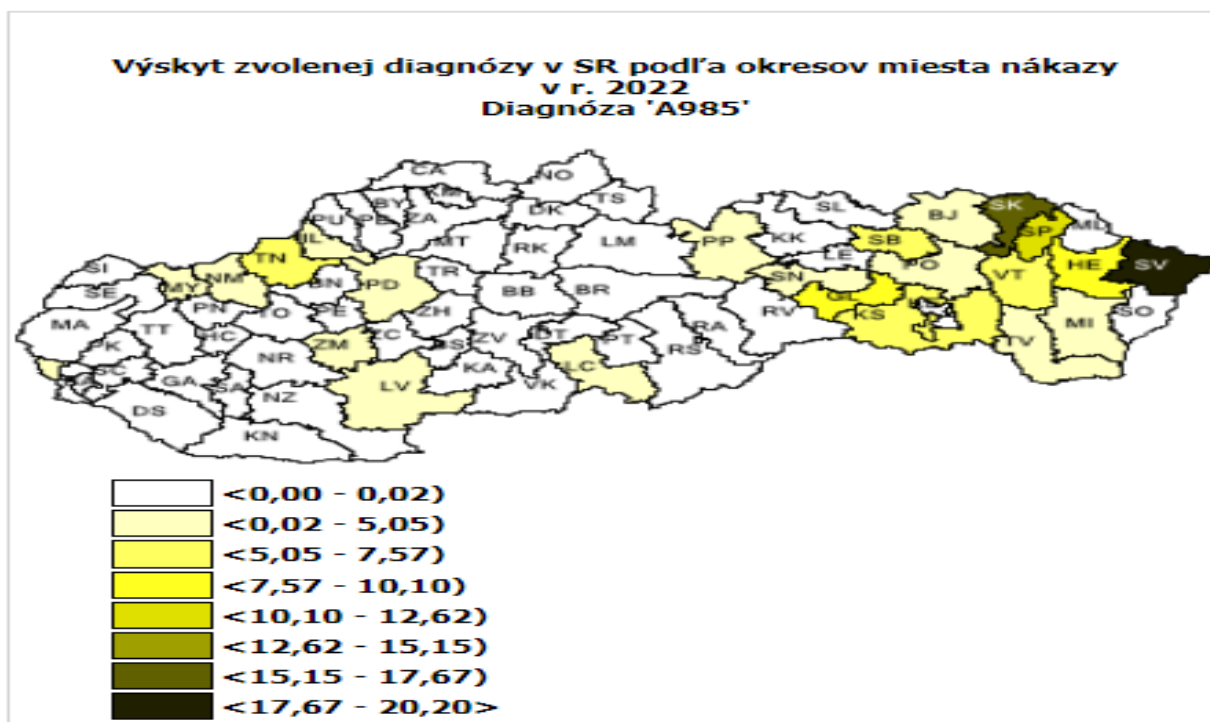 Výskyt zvolenej diagnózy v SR podľa okresov miesta nákazy
v r. 2022
Diagnóza 'A985'
CA
NO
TS
BY
PU
PB
ZA
DK
SL
BJ
SK
ML
IL
MT
RK
LM
PP
KK
SB
SP
TN
LE
PO
VT
HE
SV
SI
MY
NM
BN
PD
TR
SN
SE
BB
BR
GL
PN
TO
PE
ZH
RV
KS
SO
MA
TT
HC
ZM
ZC
ZV
DT
PT
RA
MI
PK
NR
BS
RS
TV
SC
GA
SA
LV
KA
LC
NZ
VK
DS
KN
<0,00 - 0,02)
<0,02 - 5,05)
<5,05 - 7,57)
<7,57 - 10,10)
<10,10 - 12,62)
<12,62 - 15,15)
<15,15 - 17,67)
<17,67 - 20,20>